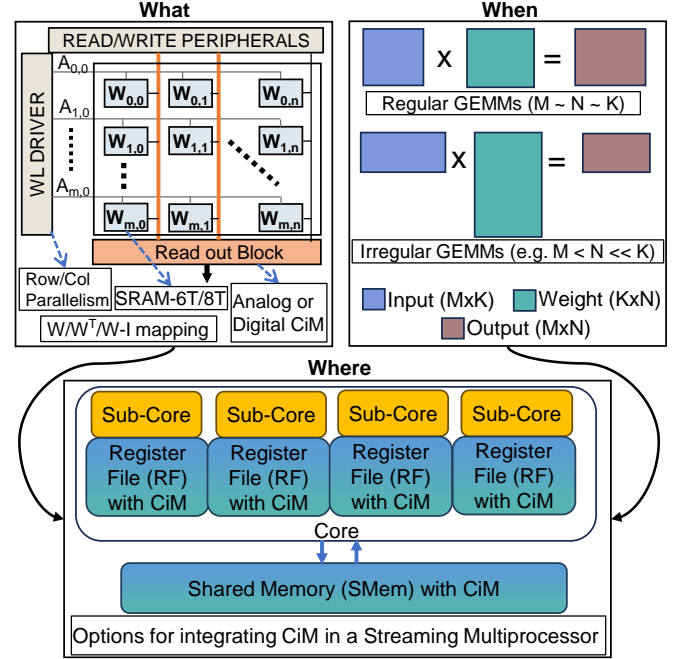 What
READ/WRITE PERIPHERALS
WL DRIVER
A0,0
A1,0
Am,0
W0,0
W0,1
W0,n
W1,0
W1,1
W1,n
Wm,0
Wm,1
Wm,n
Read out Block
Row/Col
Parallelism
SRAM-6T/8T
Analog or
Digital CiM
W/W^T/W-I mapping
When
X
=
Regular GEMMs (M ~ N ~ K)
X
=
Irregular GEMMs (e.g. M < N << K)
Input (MxK)
Weight (KxN)
Output (MxN)
Where
Sub-Core
Sub-Core
Sub-Core
Sub-Core
Register
File (RF)
with CiM
Register
File (RF)
with CiM
Register
File (RF)
with CiM
Register
File (RF)
with CiM
Core
Shared Memory (SMem) with CiM
Options for integrating CiM in a Streaming Multiprocessor